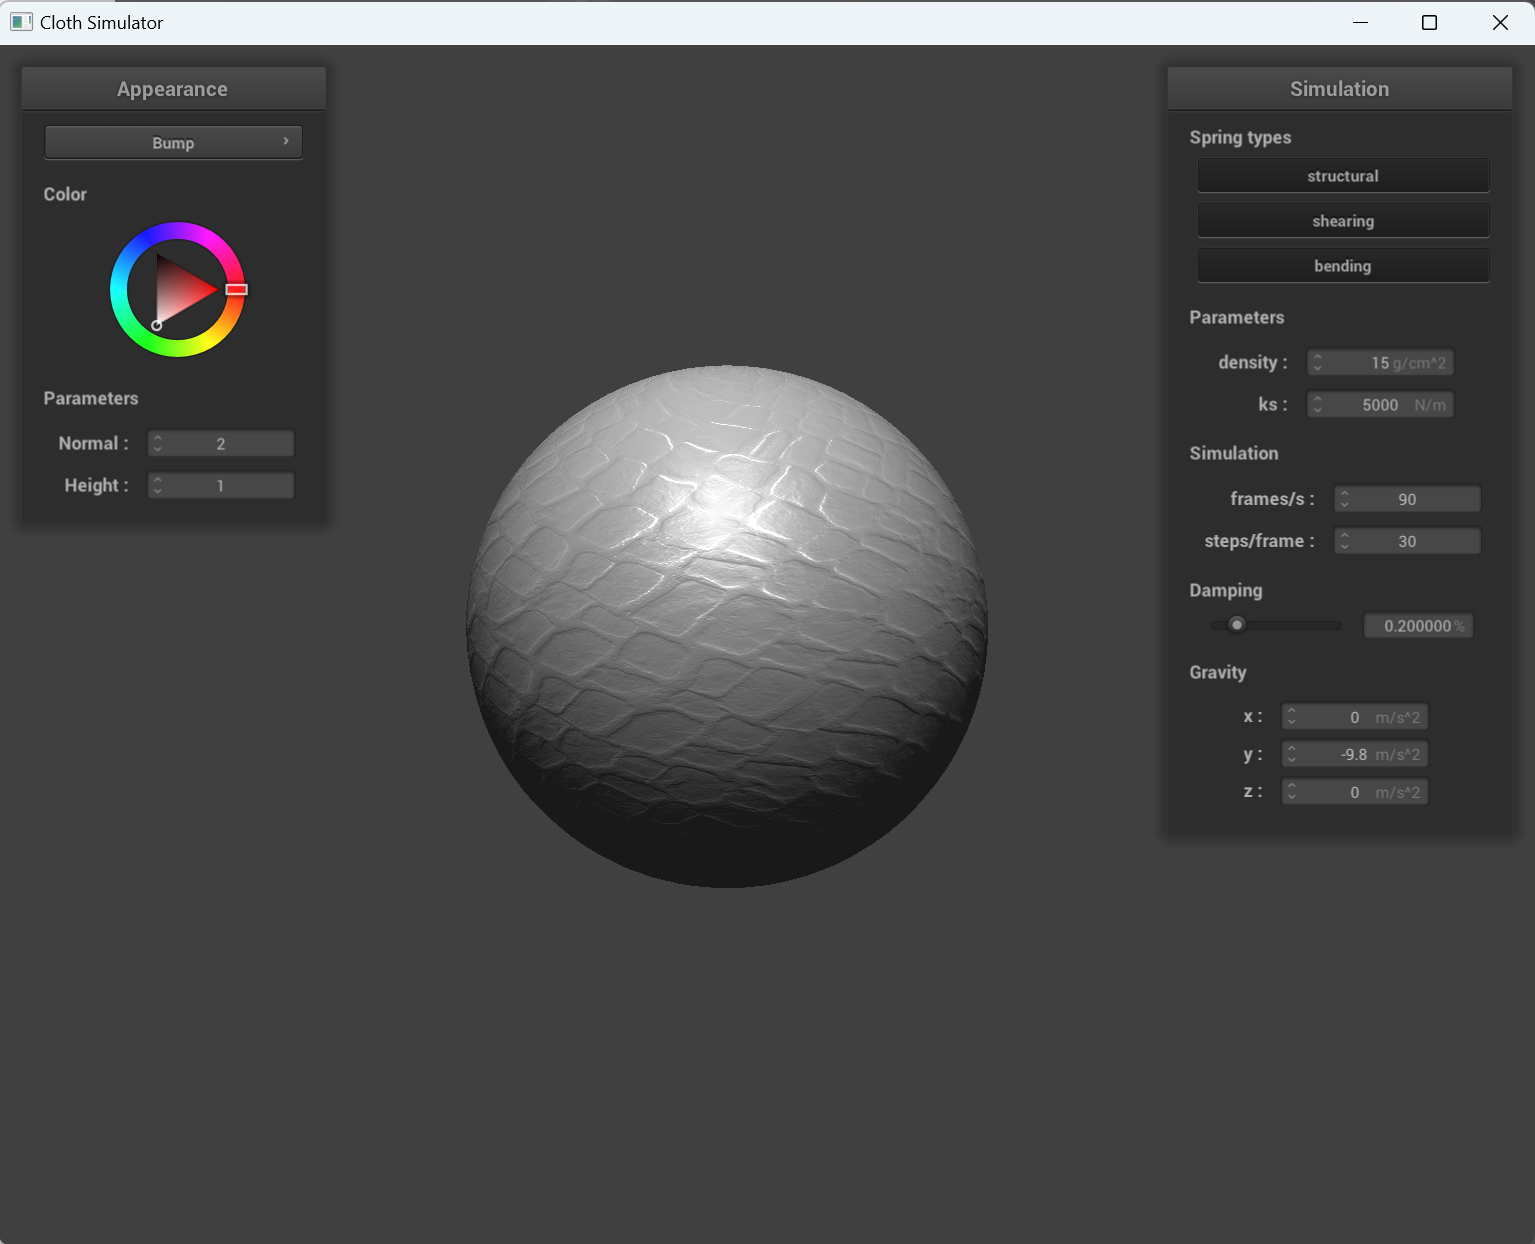 Cloth Simulator
Appearance
Bump
Color
Parameters
Normal : 2
Height : 1
Simulation
Spring types
structural
shearing
bending
Parameters
density : 15 g/cm^2
ks : 5000 N/m
Simulation
frames/s : 90
steps/frame : 30
Damping
0.200000 %
Gravity
x : 0 m/s^2
y : -9.8 m/s^2
z : 0 m/s^2